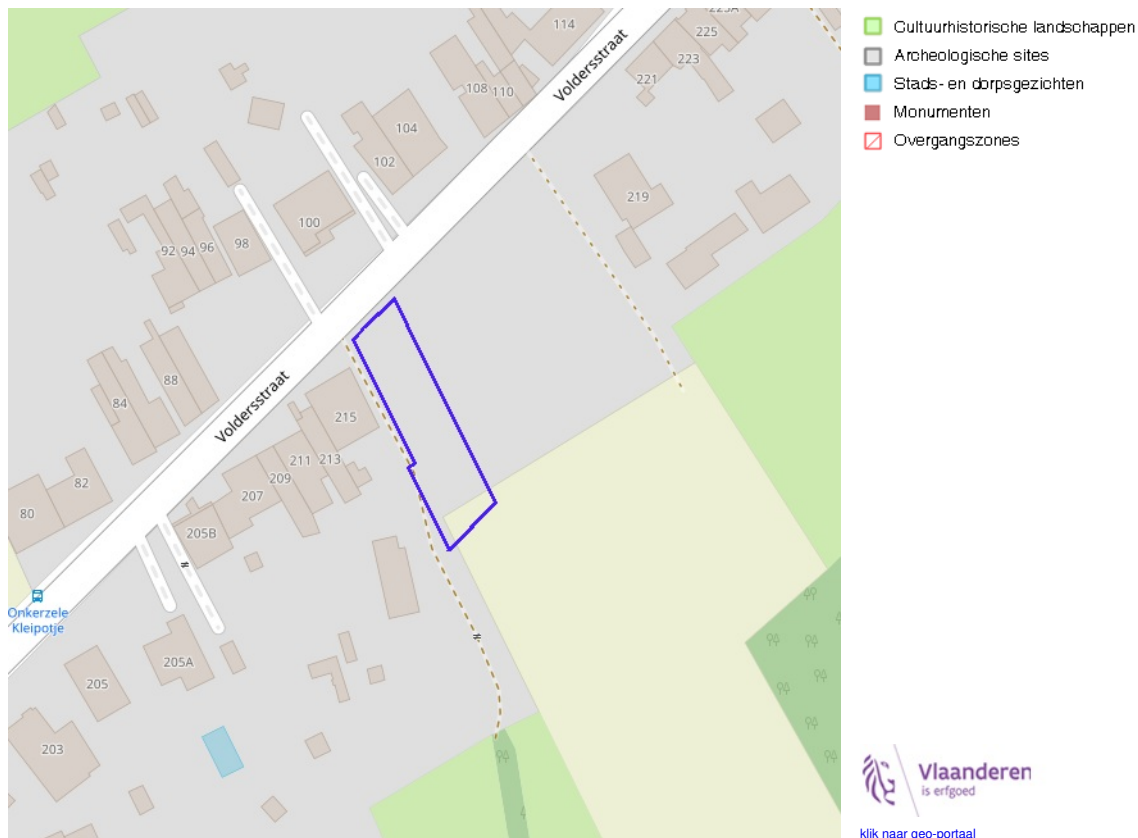 114
223A
225
223
221
108
110
Voldersstraat
104
102
219
100
98
96
94
92
88
84
Voldersstraat
215
213
211
209
207
82
80
205B
Onkerzele
Kleipotje
205A
205
203
Cultuurhistorische landschappen
Archeologische sites
Stads- en dorpsgezichten
Monumenten
Overgangszones
Vlaanderen
is erfgoed
klik naar geo-portaal